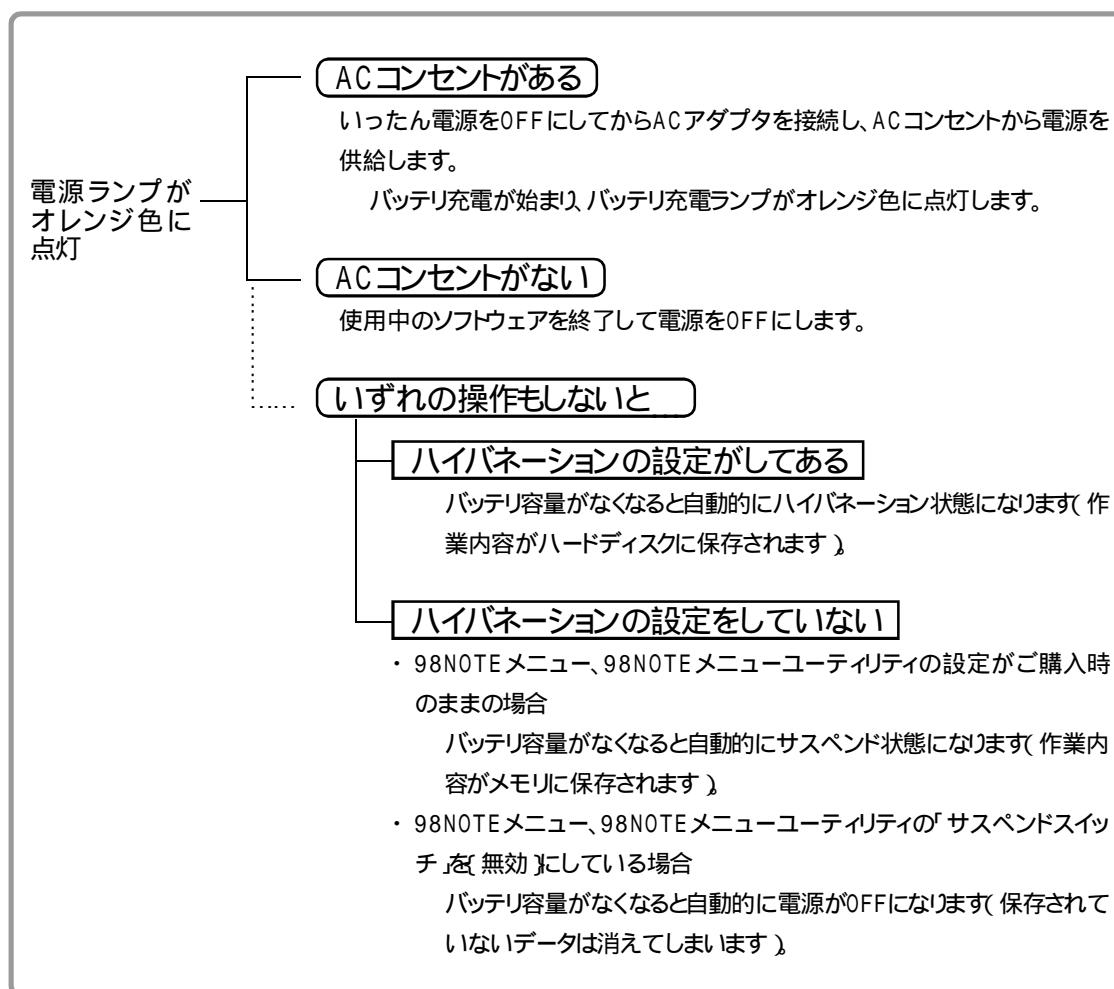 ACコンセントがある
いったん電源をOFFにしてからACアダプタを接続し、ACコンセントから電源を
供給します。
バッテリ充電が始まり、バッテリ充電ランプがオレンジ色に点灯します。
電源ランプが
オレンジ色に
点灯
ACコンセントがない
使用中のソフトウェアを終了して電源をOFFにします。
いずれの操作もしないと...
ハイバネーションの設定がしてある
バッテリ容量がなくなると自動的にハイバネーション状態になります(作
業内容がハードディスクに保存されます)。
ハイバネーションの設定をしていない
・98NOTEメニュー、98NOTEメニューユーティリティの設定がご購入時
のままの場合
バッテリ容量がなくなると自動的にサスペンド状態になります(作業内
容がメモリに保存されます)。
・98NOTEメニュー、98NOTEメニューユーティリティの「サスペンドスイッ
チ」を[無効]にしている場合
バッテリ容量がなくなると自動的に電源がOFFになります(保存されて
いないデータは消えてしまいます)。